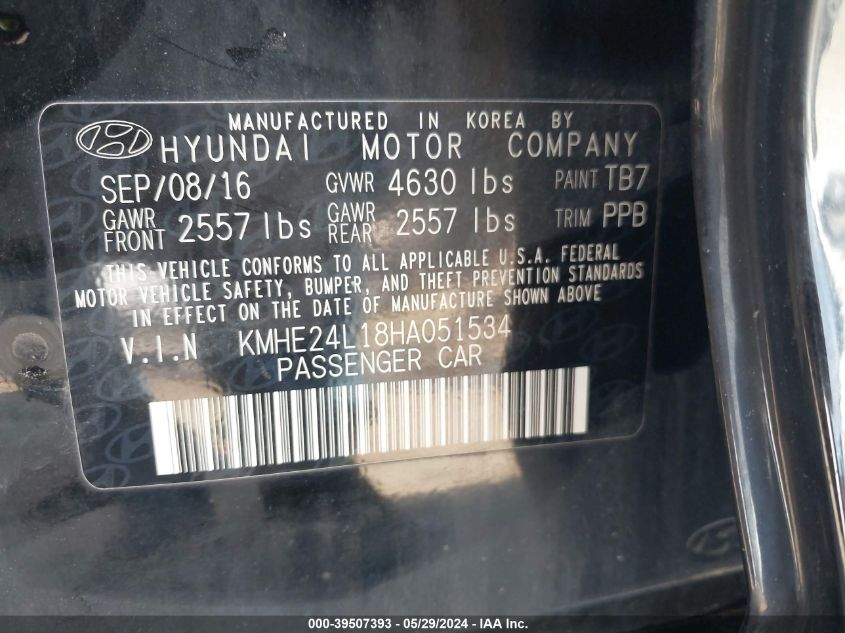 MANUFACTURED IN KOREA BY
HYUNDAI MOTOR COMPANY
SEP/08/16 GVWR 4630 lbs PAINT TB7
GAWR FRONT 2557 lbs GAWR REAR 2557 lbs TRIM PPB
THIS VEHICLE CONFORMS TO ALL APPLICABLE U.S.A. FEDERAL
MOTOR VEHICLE SAFETY, BUMPER, AND THEFT PREVENTION STANDARDS
IN EFFECT ON THE DATE OF MANUFACTURE SHOWN ABOVE
V.I.N KMHE24L18HA051534
PASSENGER CAR
000-39507393 - 05/29/2024 - IAA, Inc.